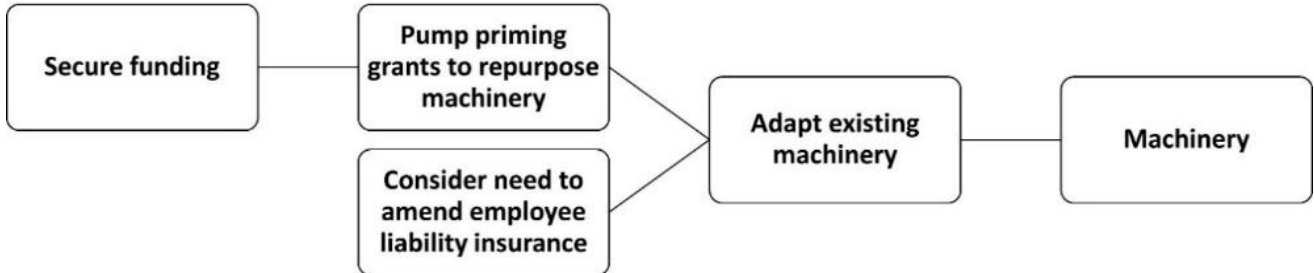 Secure funding
Pump priming
grants to repurpose
machinery
Consider need to
amend employee
liability insurance
Adapt existing
machinery
Machinery